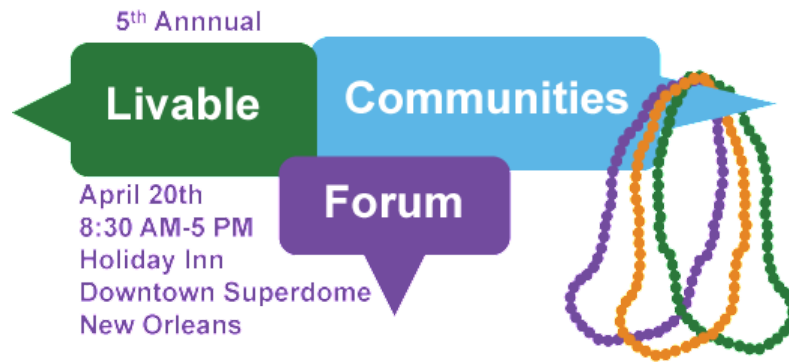 5th Annnual
Livable
Communities
Forum
April 20th
8:30 AM-5 PM
Holiday Inn
Downtown Superdome
New Orleans